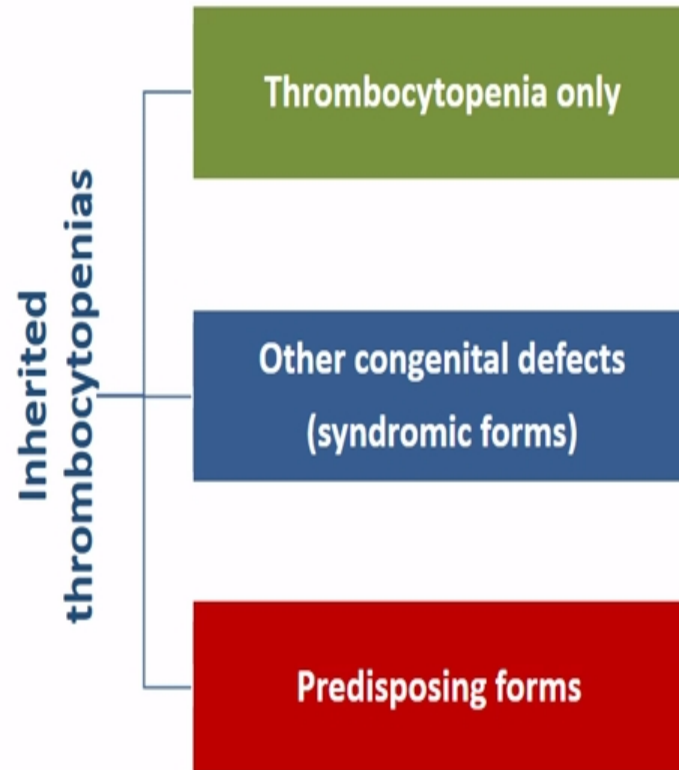 Inherited
thrombocytopenias
Thrombocytopenia only
Other congenital defects
(syndromic forms)
Predisposing forms